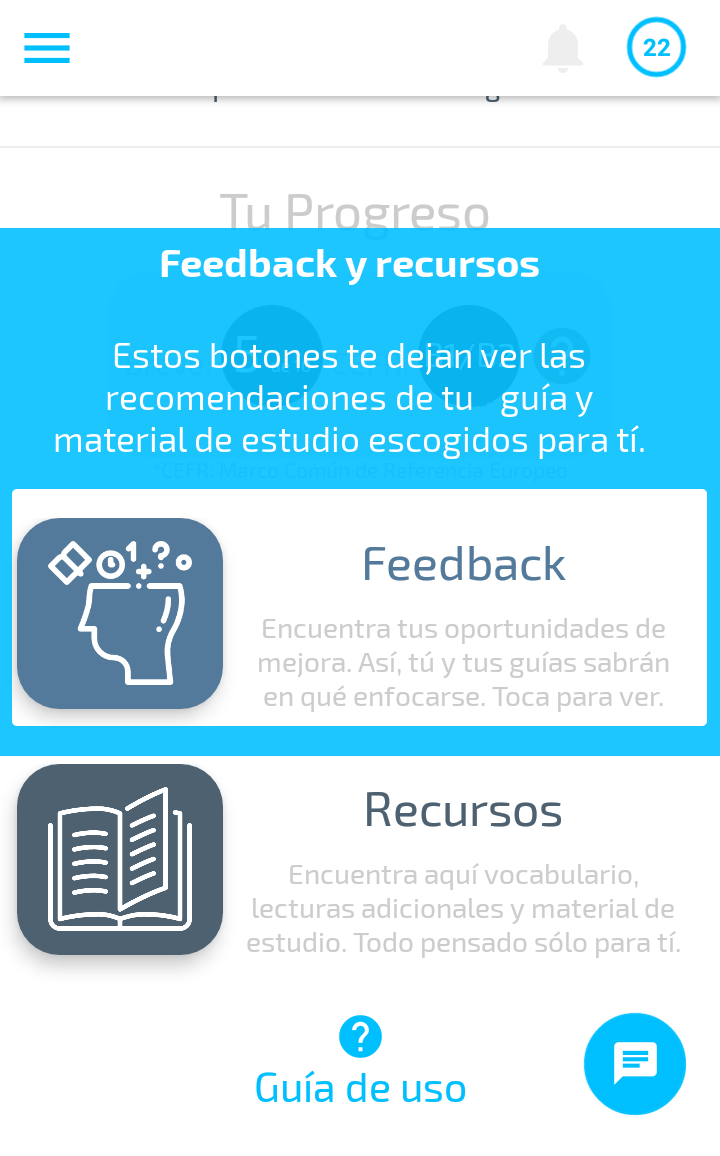 22
Tu Progreso
Feedback y recursos
Estos botones te dejan ver las
recomendaciones de tu guía y
material de estudio escogidos para tí.
*CEFR: Marco Común de Referencia Europeo
Feedback
Encuentra tus oportunidades de
mejora. Así, tú y tus guías sabrán
en qué enfocarse. Toca para ver.
Recursos
Encuentra aquí vocabulario,
lecturas adicionales y material de
estudio. Todo pensado sólo para tí.
Guía de uso